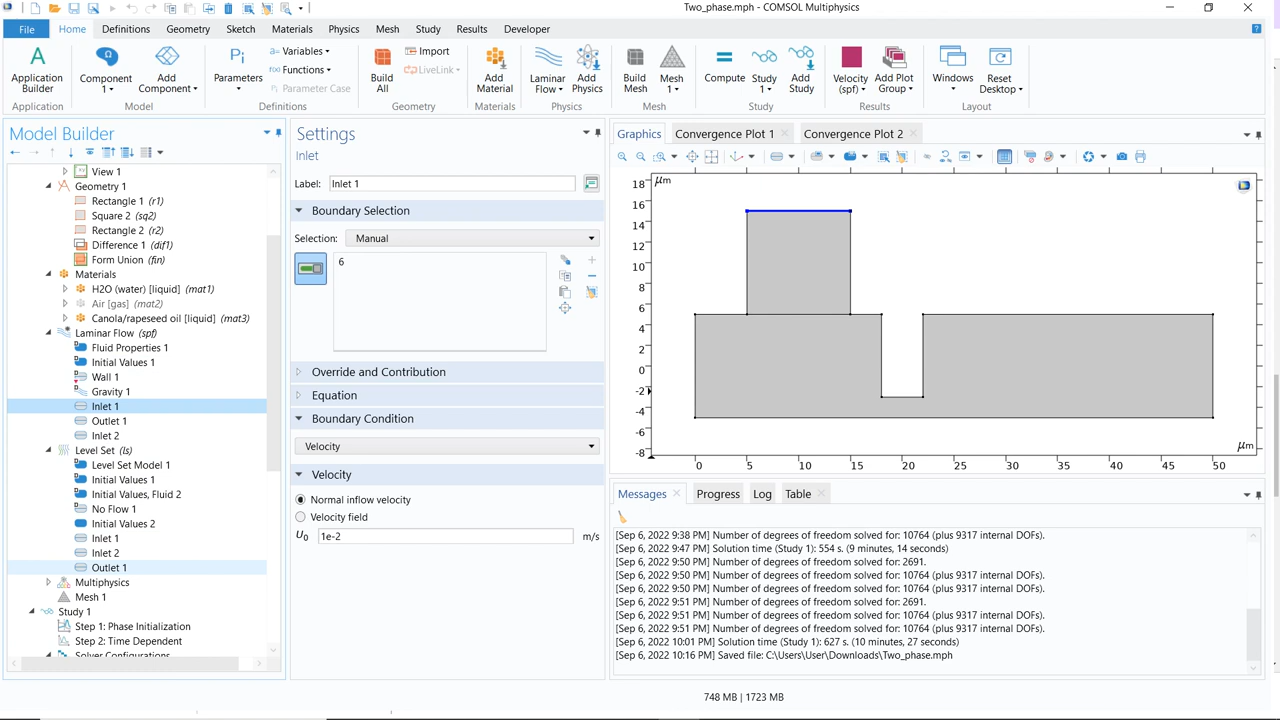 Two_phase.mph - COMSOL Multiphysics
File Home Definitions Geometry Sketch Materials Physics Mesh Study Results Developer
Application Builder
Component 1
Add Component
Parameters
Variables
Functions
Parameter Case
Build All
Import
LiveLink
Add Material
Laminar Flow
Add Physics
Build Mesh
Mesh 1
Compute
Study 1
Add Study
Velocity (spf)
Add Plot Group
Windows
Reset Desktop
Application Model Definitions Geometry Materials Physics Mesh Study Results Layout
Model Builder
View 1
Geometry 1
Rectangle 1 (r1)
Square 2 (sq2)
Rectangle 2 (r2)
Difference 1 (dif1)
Form Union (fin)
Materials
H2O (water) [liquid] (mat1)
Air [gas] (mat2)
Canola/rapeseed oil [liquid] (mat3)
Laminar Flow (spf)
Fluid Properties 1
Initial Values 1
Wall 1
Gravity 1
Inlet 1
Outlet 1
Inlet 2
Level Set (ls)
Level Set Model 1
Initial Values 1
Initial Values, Fluid 2
No Flow 1
Initial Values 2
Inlet 1
Inlet 2
Outlet 1
Multiphysics
Mesh 1
Study 1
Step 1: Phase Initialization
Step 2: Time Dependent
Solver Configurations
Settings
Inlet
Label: Inlet 1
Boundary Selection
Selection: Manual
6
Override and Contribution
Equation
Boundary Condition
Velocity
Velocity
Normal inflow velocity
Velocity field
U0 1e-2 m/s
Graphics Convergence Plot 1 Convergence Plot 2
μm
18
16
14
12
10
8
6
4
2
0
-2
-4
-6
-8
μm
0 5 10 15 20 25 30 35 40 45 50
Messages Progress Log Table
[Sep 6, 2022 9:38 PM] Number of degrees of freedom solved for: 10764 (plus 9317 internal DOFs).
[Sep 6, 2022 9:47 PM] Solution time (Study 1): 554 s. (9 minutes, 14 seconds)
[Sep 6, 2022 9:50 PM] Number of degrees of freedom solved for: 2691.
[Sep 6, 2022 9:50 PM] Number of degrees of freedom solved for: 10764 (plus 9317 internal DOFs).
[Sep 6, 2022 9:50 PM] Number of degrees of freedom solved for: 10764 (plus 9317 internal DOFs).
[Sep 6, 2022 9:51 PM] Number of degrees of freedom solved for: 2691.
[Sep 6, 2022 9:51 PM] Number of degrees of freedom solved for: 10764 (plus 9317 internal DOFs).
[Sep 6, 2022 9:51 PM] Number of degrees of freedom solved for: 10764 (plus 9317 internal DOFs).
[Sep 6, 2022 10:01 PM] Solution time (Study 1): 627 s. (10 minutes, 27 seconds)
[Sep 6, 2022 10:16 PM] Saved file: C:\Users\User\Downloads\Two_phase.mph
748 MB | 1723 MB